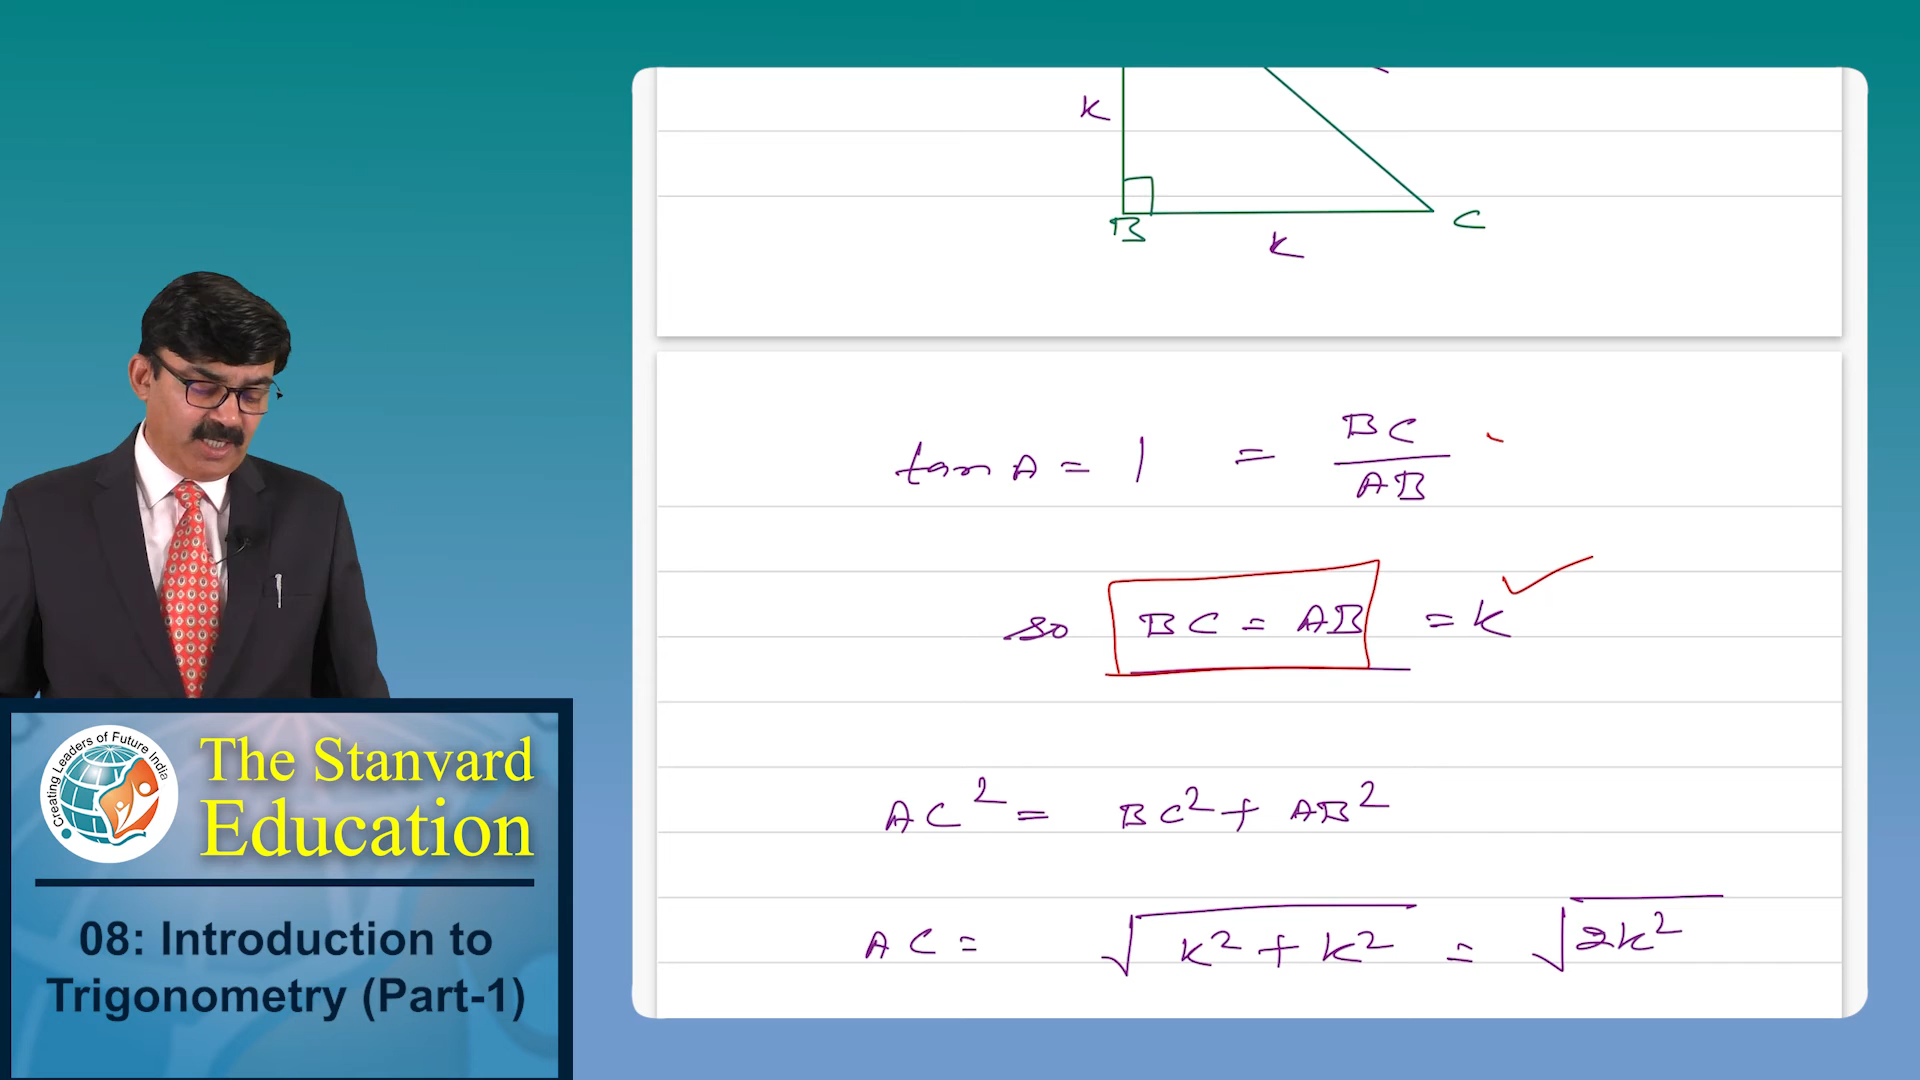 k
B
C
k
tan A = 1 = BC / AB
so BC = AB = k
AC² = BC² + AB²
AC = √k² + k² = √2k²
Creating Leaders of Future India
The Stanvard
Education
08: Introduction to
Trigonometry (Part-1)